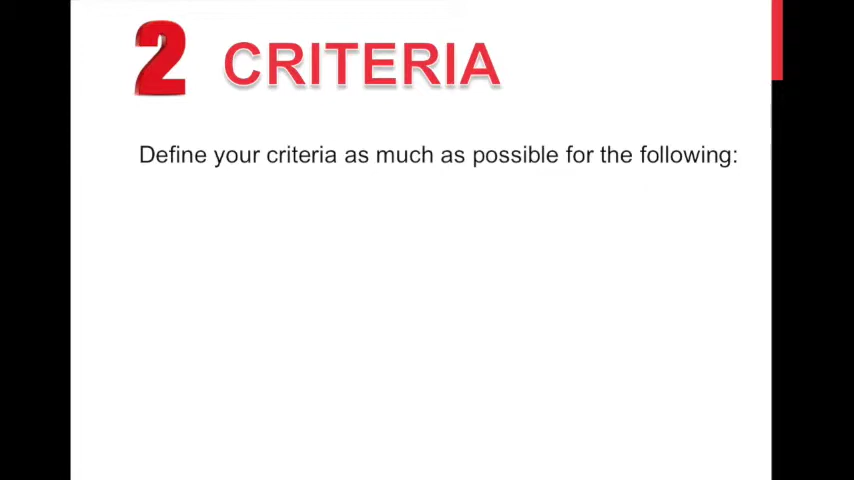 2 CRITERIA
Define your criteria as much as possible for the following: